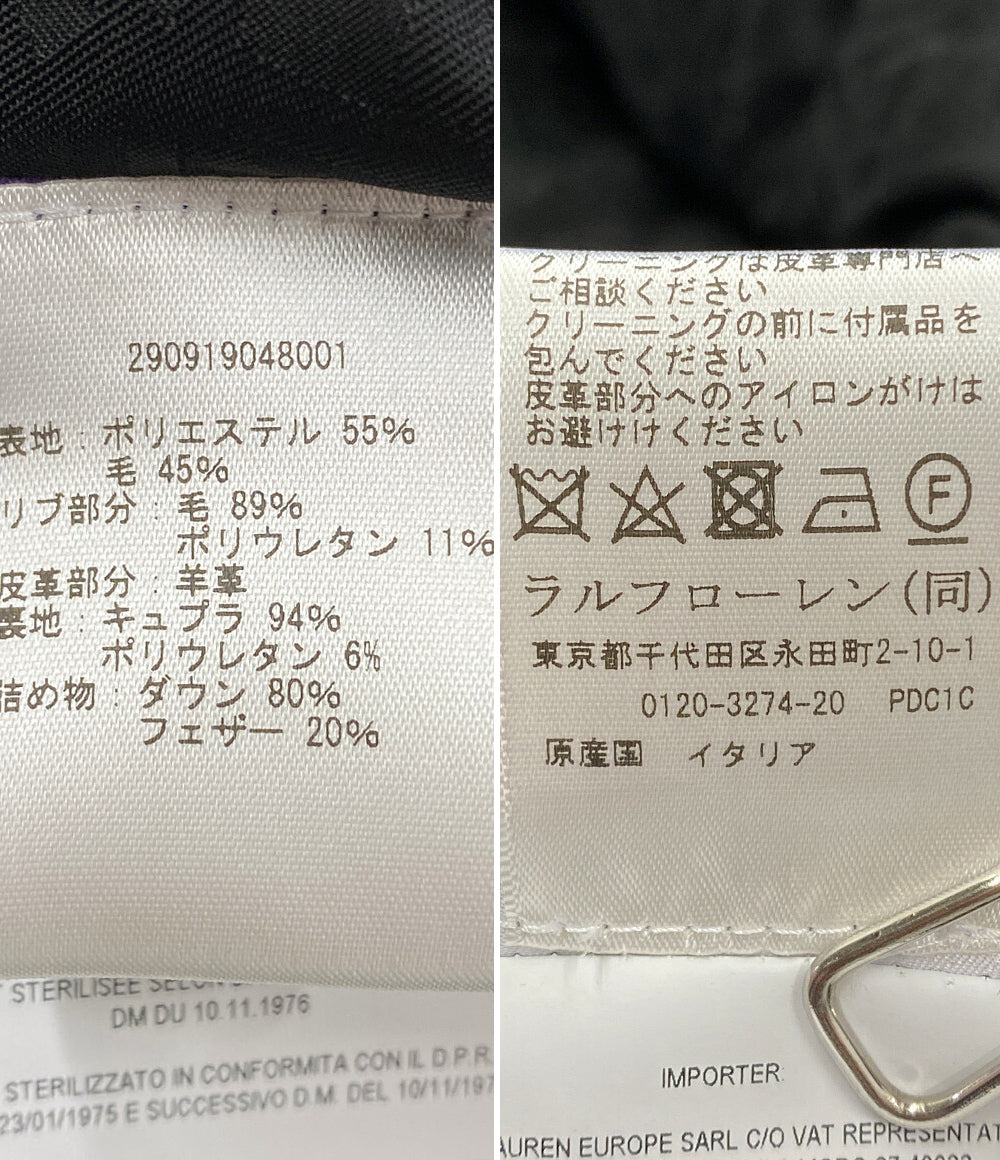 290919048001
表地：ポリエステル 55%
毛 45%
リブ部分：毛 89%
ポリウレタン 11%
皮革部分：羊革
裏地：キュプラ 94%
ポリウレタン 6%
詰め物：ダウン 80%
フェザー 20%
STERILISEE
DM DU 10.11.1976
STERILIZZATO IN CONFORMITA CON IL D.P.R.
23/01/1975 E SUCCESSIVO D.M. DEL 10/11/197
クリーニングは皮革専門店へ
ご相談ください
クリーニングの前に付属品を
包んでください
皮革部分へのアイロンがけは
お避けけください
F
ラルフローレン(同)
東京都千代田区永田町2-10-1
0120-3274-20 PDC1C
原産国 イタリア
IMPORTER:
AUREN EUROPE SARL C/O VAT REPRESENTAT